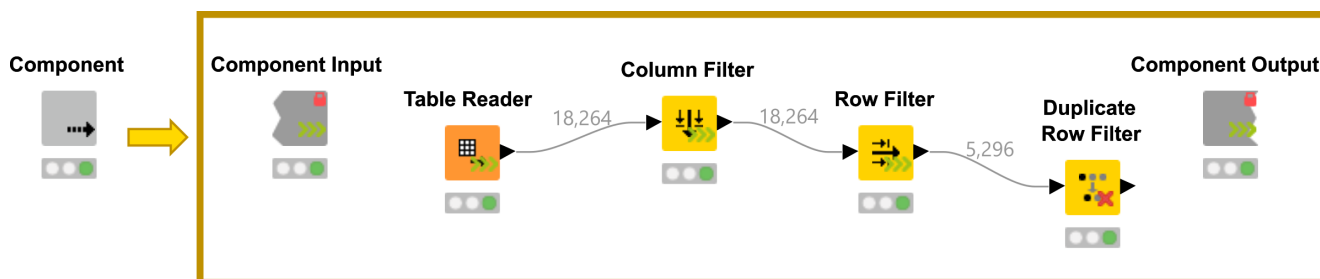 Component
Component Input
Table Reader
18,264
Column Filter
18,264
Row Filter
5,296
Duplicate
Row Filter
Component Output